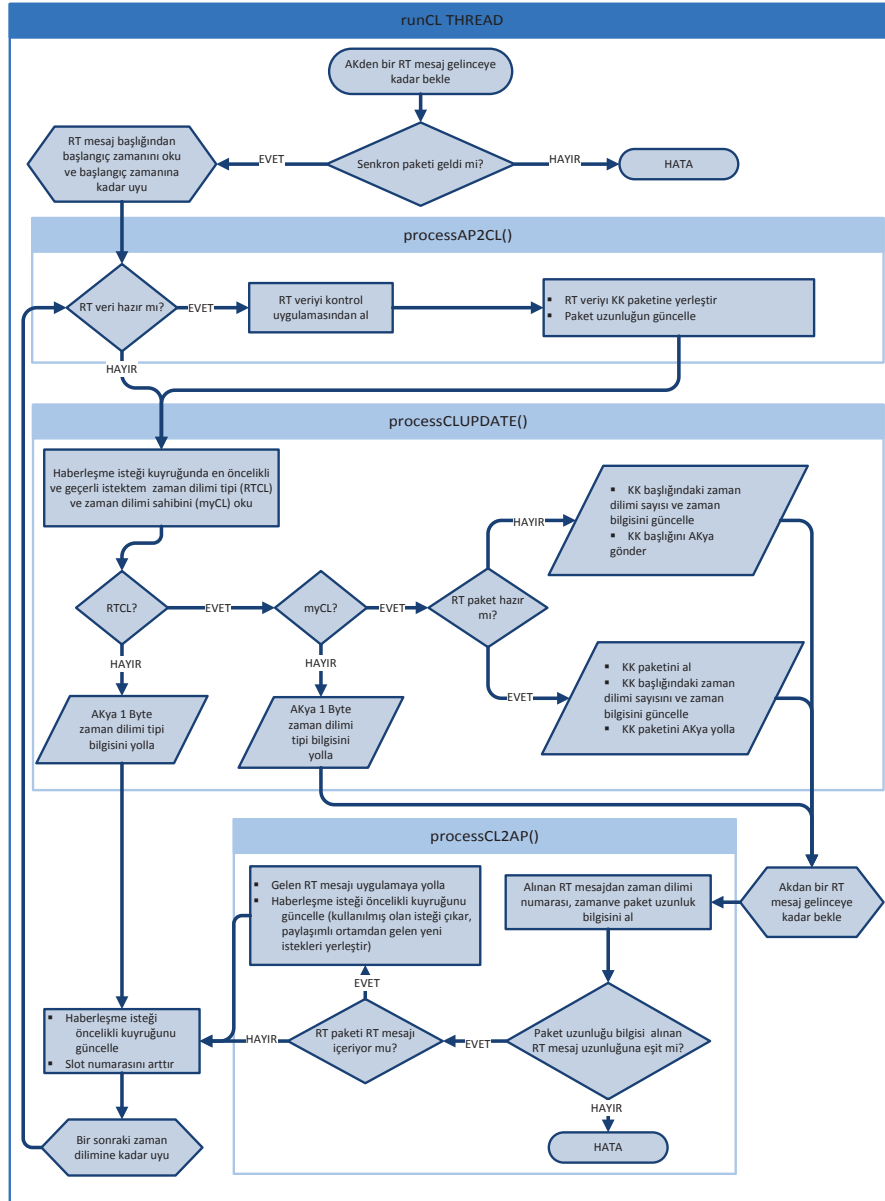 runCL THREAD
AKden bir RT mesaj gelinceye
kadar bekle
RT mesaj başlığından
başlangıç zamanını oku
ve başlangıç zamanına
kadar uyu
EVET
Senkron paketi geldi mi?
HAYIR
HATA
processAP2CL()
RT veri hazır mı?
EVET
RT veriyi kontrol
uygulamasından al
▪ RT veriyı KK paketine yerleştir
▪ Paket uzunluğun güncelle
HAYIR
processCLUPDATE()
Haberleşme isteği kuyruğunda en öncelikli
ve geçerli istektem zaman dilimi tipi (RTCL)
ve zaman dilimi sahibini (myCL) oku
▪ KK başlığındaki zaman
dilimi sayısı ve zaman
bilgisini güncelle
▪ KK başlığını AKya
gönder
HAYIR
RTCL?
EVET
myCL?
EVET
RT paket hazır
mı?
HAYIR
HAYIR
EVET
▪ KK paketini al
▪ KK başlığındaki zaman
dilimi sayısını ve zaman
bilgisini güncelle
▪ KK paketini AKya yolla
AKya 1 Byte
zaman dilimi tipi
bilgisini yolla
AKya 1 Byte
zaman dilimi
tipi bilgisini
yolla
processCL2AP()
▪ Gelen RT mesajı uygulamaya yolla
▪ Haberleşme isteği öncelikli kuyruğunu
güncelle (kullanılmış olan isteği çıkar,
paylaşımlı ortamdan gelen yeni
istekleri yerleştir)
Alınan RT mesajdan zaman dilimi
numarası, zamanve paket uzunluk
bilgisini al
Akdan bir RT
mesaj gelinceye
kadar bekle
EVET
▪ Haberleşme isteği
öncelikli kuyruğunu
güncelle
▪ Slot numarasını arttır
HAYIR
RT paketi RT mesajı
içeriyor mu?
EVET
Paket uzunluğu bilgisi alınan
RT mesaj uzunluğuna eşit mi?
HAYIR
HATA
Bir sonraki zaman
dilimine kadar uyu